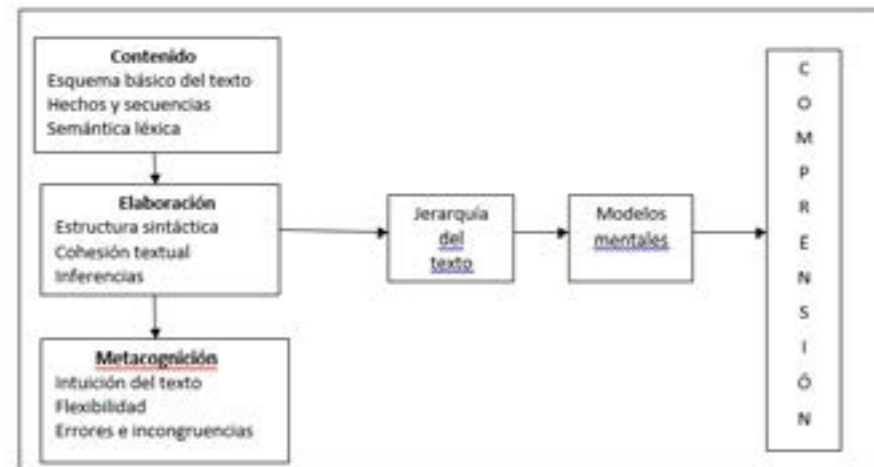 Contenido
Esquema básico del texto
Hechos y secuencias
Semántica léxica
Elaboración
Estructura sintáctica
Cohesión textual
Inferencias
Metacognición
Intuición del texto
Flexibilidad
Errores e incongruencias
Jerarquía
del
texto
Modelos
mentales
C
O
M
P
R
E
N
S
I
Ó
N